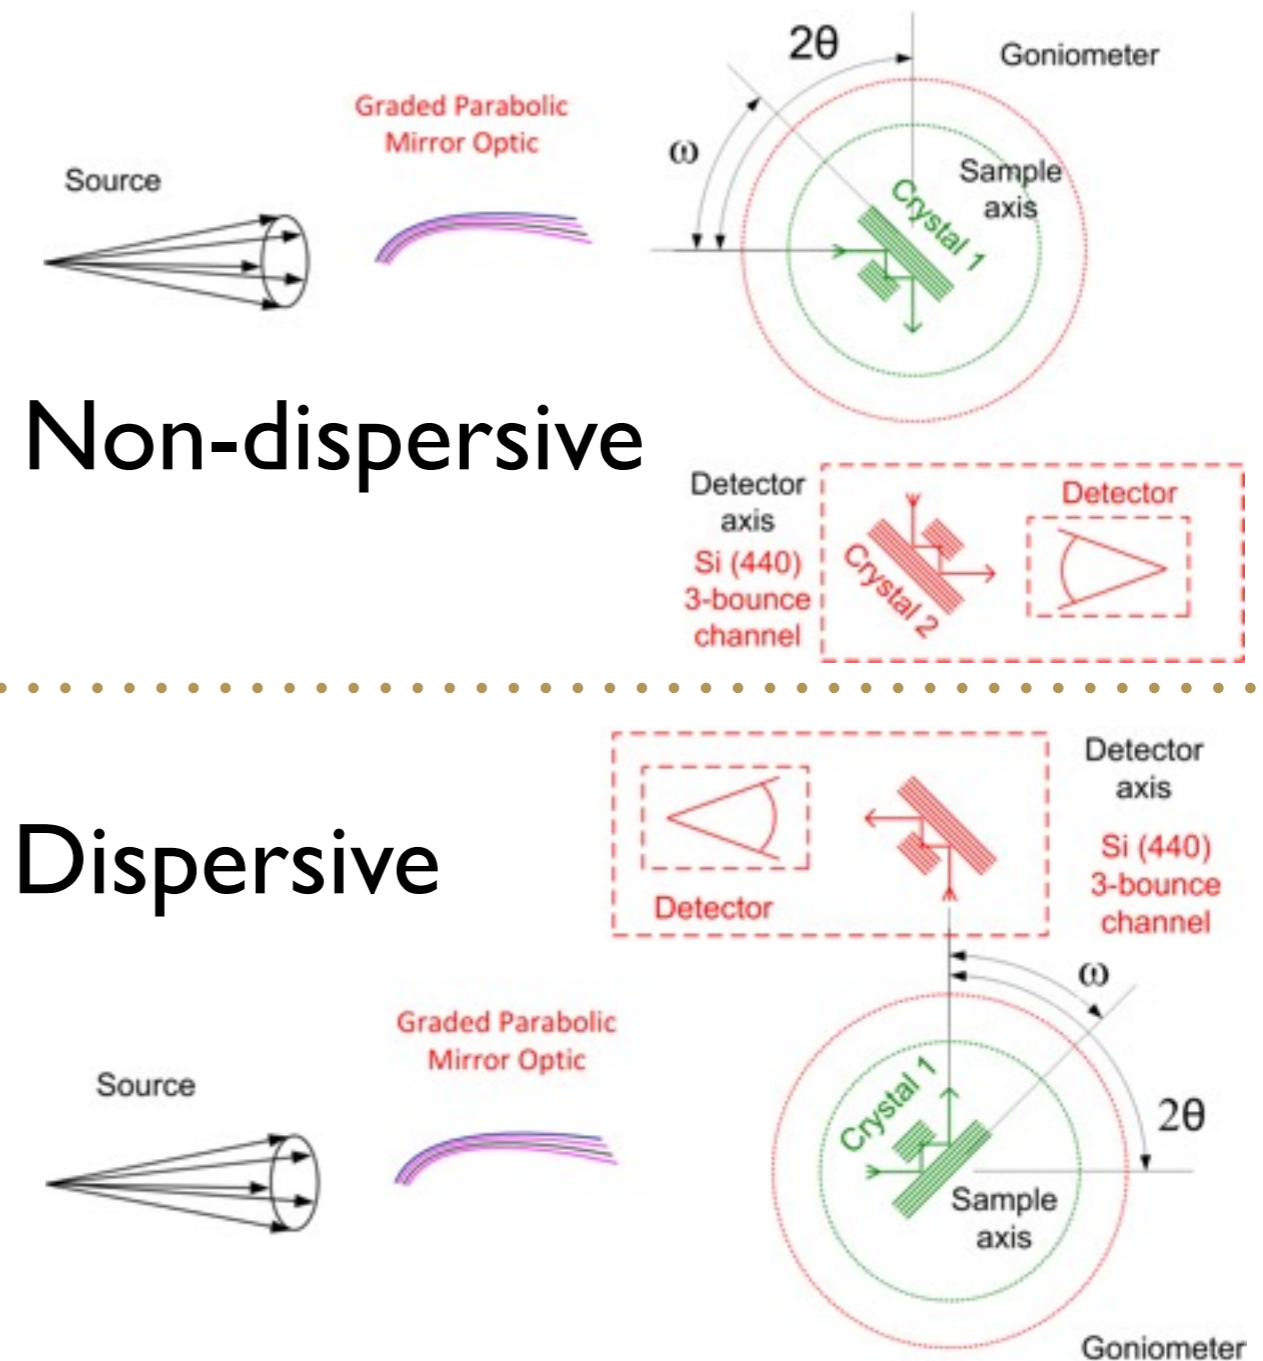 2θ
Goniometer
Graded Parabolic
Mirror Optic
ω
Source
Sample
axis
Crystal 1
Non-dispersive
Detector
axis
Si (440)
3-bounce
channel
Detector
Crystal 2
Dispersive
Detector
axis
Si (440)
3-bounce
channel
Detector
ω
Graded Parabolic
Mirror Optic
Source
Crystal 1
2θ
Sample
axis
Goniometer